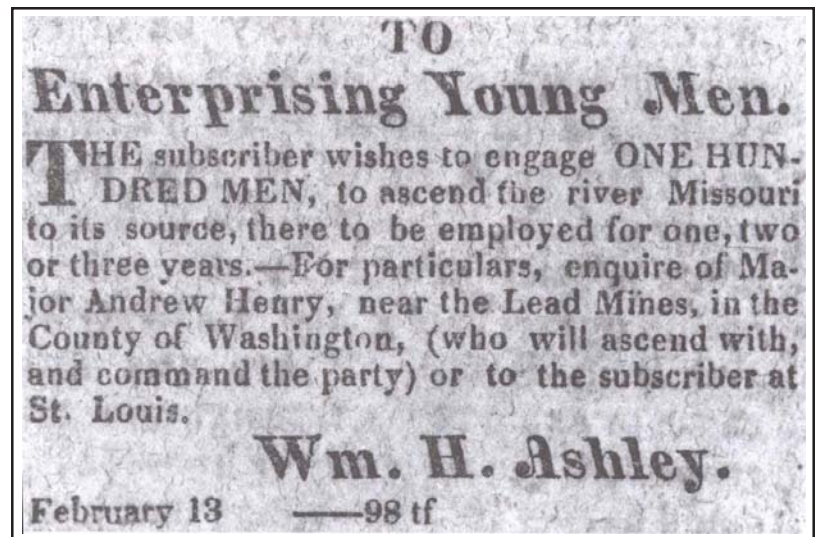 TO
Enterprising Young Men.
THE subscriber wishes to engage ONE HUN-
DRED MEN, to ascend the river Missouri
to its source, there to be employed for one, two
or three years.—For particulars, enquire of Ma-
jor Andrew Henry, near the Lead Mines, in the
County of Washington, (who will ascend with,
and command the party) or to the subscriber at
St. Louis.
Wm. H. Ashley.
February 13 ——98 tf